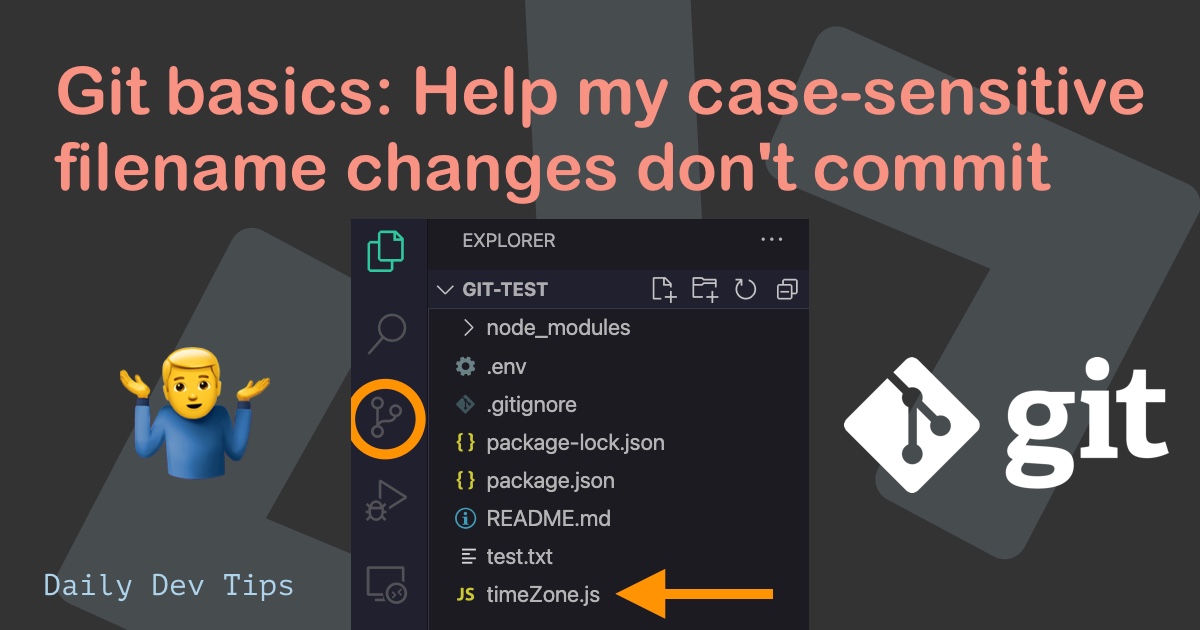 Git basics: Help my case-sensitive
filename changes don't commit
EXPLORER
GIT-TEST
node_modules
.env
.gitignore
{} package-lock.json
{} package.json
README.md
test.txt
JS timeZone.js
git
Daily Dev Tips